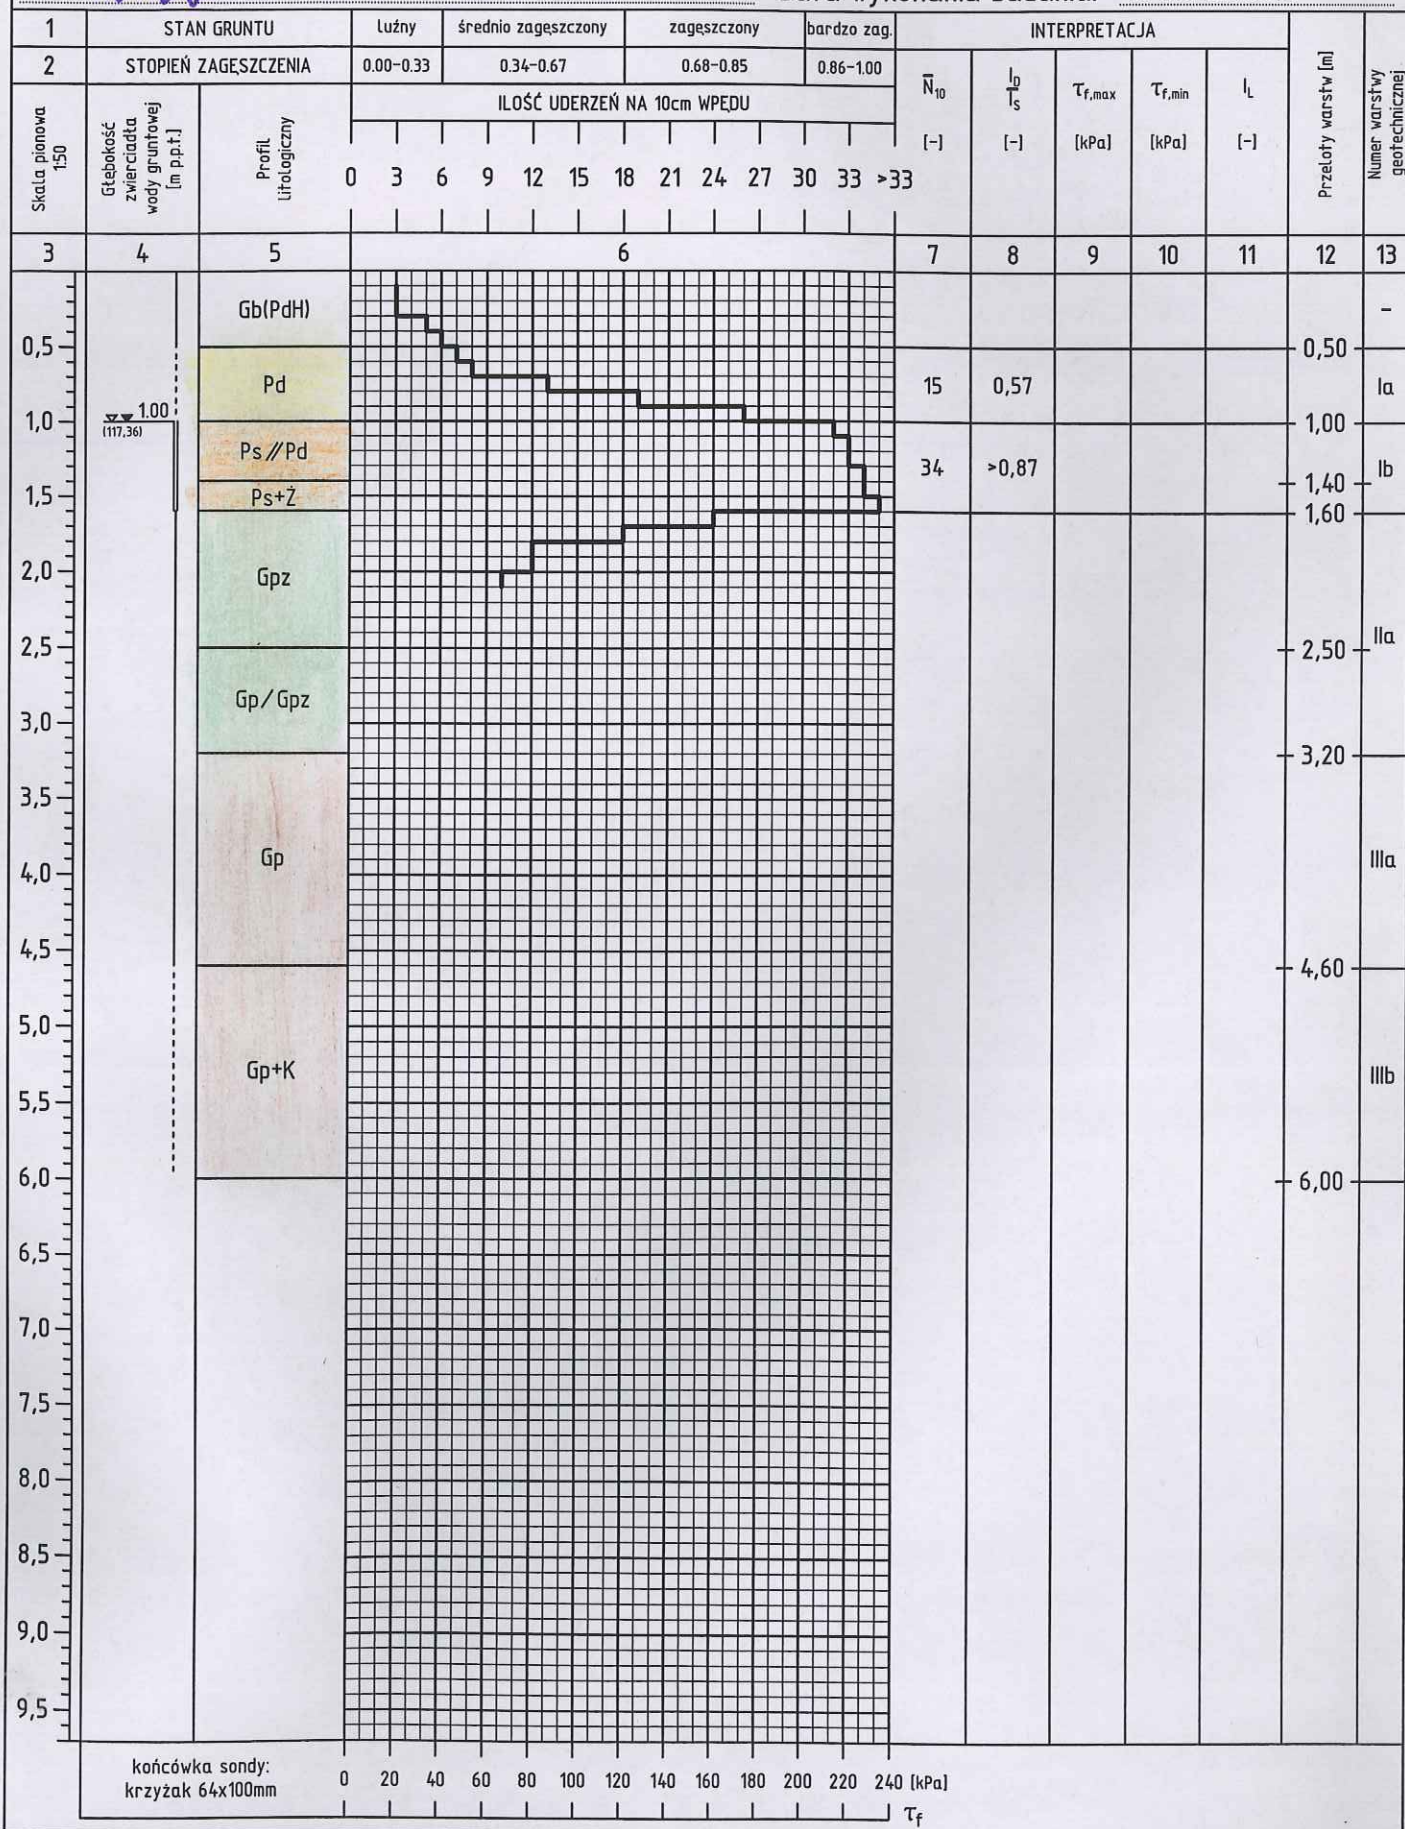 1 STAN GRUNTU luźny średnio zagęszczony zagęszczony bardzo zag. INTERPRETACJA
2 STOPIEŃ ZAGĘSZCZENIA 0.00-0.33 0.34-0.67 0.68-0.85 0.86-1.00
Skala pionowa
1:50
Głębokość
zwierciadła
wody gruntowej
[m p.p.t.]
Profil
litologiczny
ILOŚĆ UDERZEŃ NA 10cm WPĘDU
0 3 6 9 12 15 18 21 24 27 30 33 >33
N̅10 ID τf,max τf,min IL
IS
[-] [-] [kPa] [kPa] [-]
Przeloty warstw [m]
Numer warstwy
geotechnicznej
3 4 5 6 7 8 9 10 11 12 13
Gb(PdH) -
0,5 0,50
Pd 15 0,57 Ia
1.00
1,0 (117,36) 1,00
Ps//Pd 34 >0,87 Ib
1,40
1,5 Ps+Ż
1,60
2,0 Gpz
IIa
2,5 2,50
Gp/Gpz
3,0
3,20
3,5
Gp IIIa
4,0
4,5
4,60
5,0
Gp+K IIIb
5,5
6,0 6,00
6,5
7,0
7,5
8,0
8,5
9,0
9,5
końcówka sondy:
krzyżak 64x100mm
0 20 40 60 80 100 120 140 160 180 200 220 240 [kPa]
τf